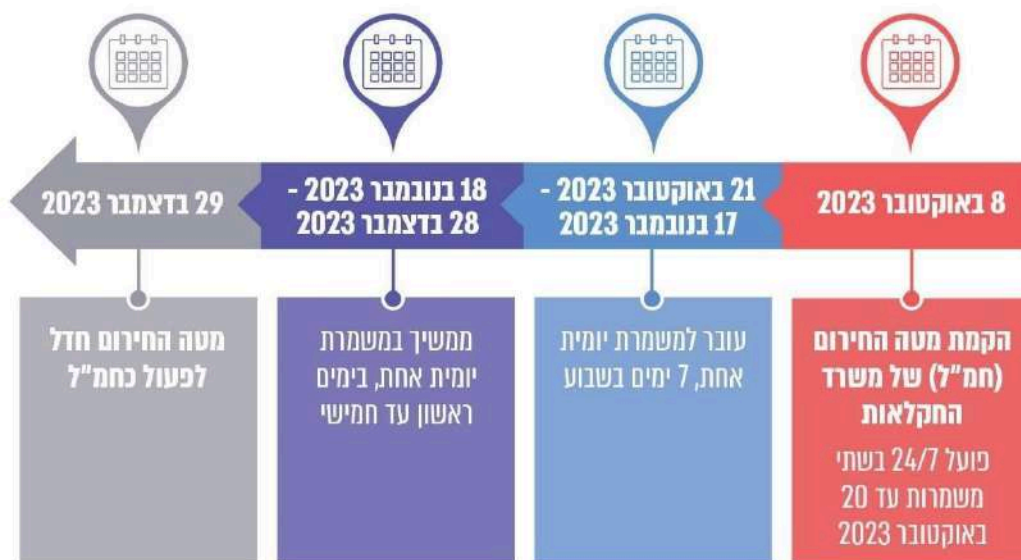 8 באוקטובר 2023
21 באוקטובר 2023 -
17 בנובמבר 2023
18 בנובמבר 2023 -
28 בדצמבר 2023
29 בדצמבר 2023
הקמת מטה החירום
(חמ"ל) של משרד
החקלאות
פועל 24/7 בשתי
משמרות עד 20
באוקטובר 2023
עובר למשמרת יומית
אחת, 7 ימים בשבוע
ממשיך במשמרת
יומית אחת, בימים
ראשון עד חמישי
מטה החירום חדל
לפעול כחמ"ל